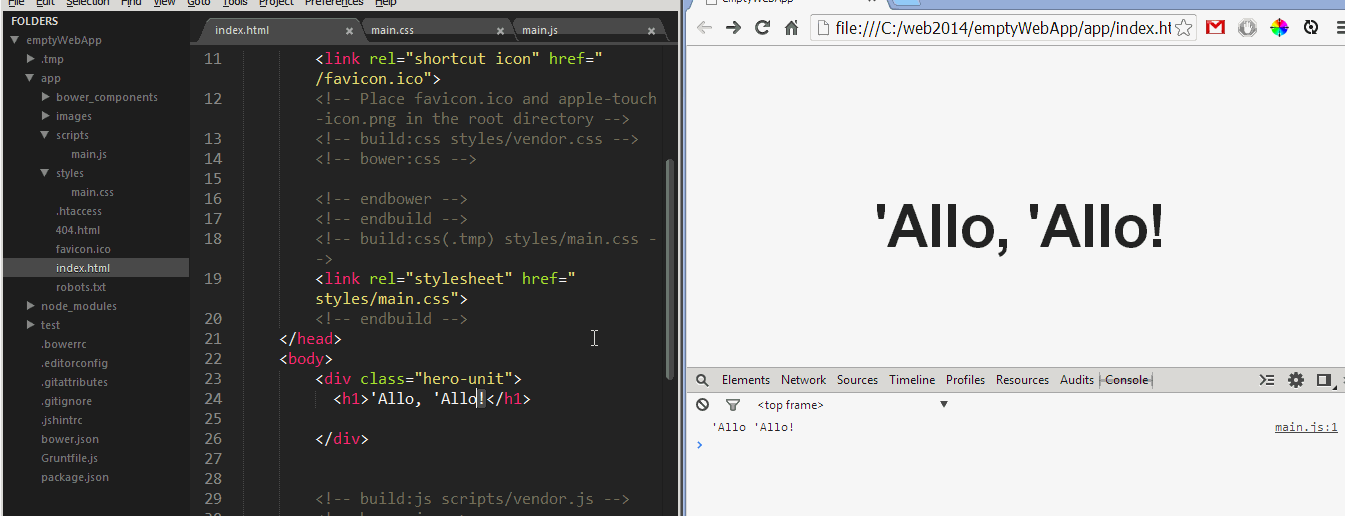 File Edit Selection Find View Goto Tools Project Preferences Help
FOLDERS
emptyWebApp
.tmp
app
bower_components
images
scripts
main.js
styles
main.css
.htaccess
404.html
favicon.ico
index.html
robots.txt
node_modules
test
.bowerrc
.editorconfig
.gitattributes
.gitignore
.jshintrc
bower.json
Gruntfile.js
package.json
index.html × main.css × main.js ×
11 <link rel="shortcut icon" href="
/favicon.ico">
12 <!-- Place favicon.ico and apple-touch
-icon.png in the root directory -->
13 <!-- build:css styles/vendor.css -->
14 <!-- bower:css -->
15
16 <!-- endbower -->
17 <!-- endbuild -->
18 <!-- build:css(.tmp) styles/main.css -
->
19 <link rel="stylesheet" href="
styles/main.css">
20 <!-- endbuild -->
21 </head>
22 <body>
23 <div class="hero-unit">
24 <h1>'Allo, 'Allo!</h1>
25
26 </div>
27
28
29 <!-- build:js scripts/vendor.js -->
emptyWebApp
file:///C:/web2014/emptyWebApp/app/index.ht
'Allo, 'Allo!
Elements Network Sources Timeline Profiles Resources Audits Console
<top frame>
'Allo 'Allo! main.js:1